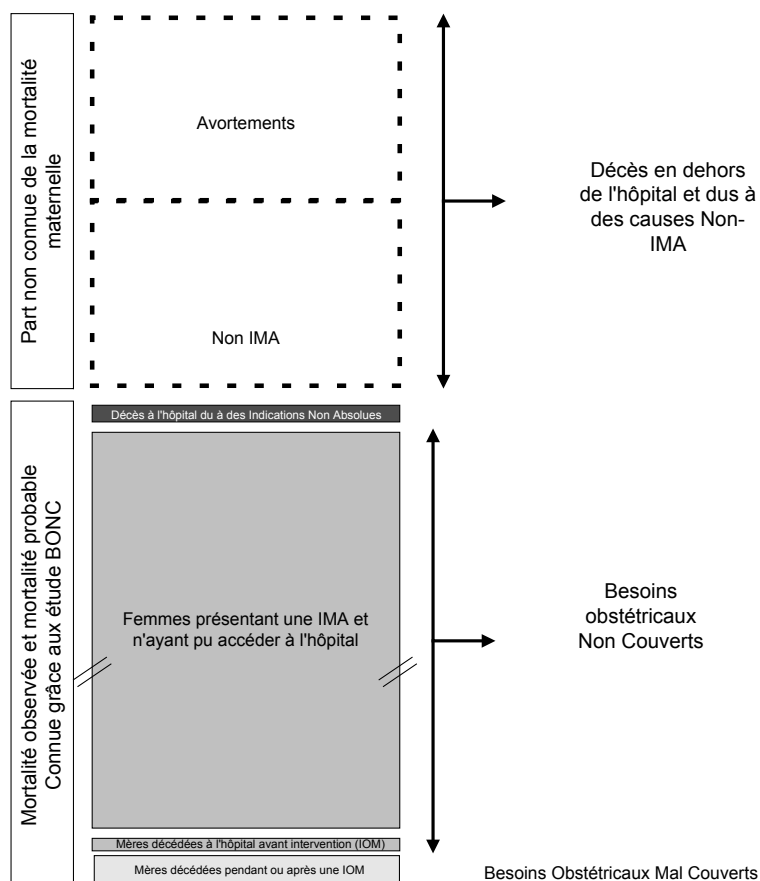 Part non connue de la mortalité
maternelle
Avortements
Non IMA
Décès en dehors
de l'hôpital et dus à
des causes Non-
IMA
Mortalité observée et mortalité probable
Connue grâce aux étude BONC
Décès à l'hôpital du à des Indications Non Absolues
Femmes présentant une IMA et
n'ayant pu accéder à l'hôpital
Besoins
obstétricaux
Non Couverts
Mères décédées à l'hôpital avant intervention (IOM)
Mères décédées pendant ou après une IOM
Besoins Obstétricaux Mal Couverts